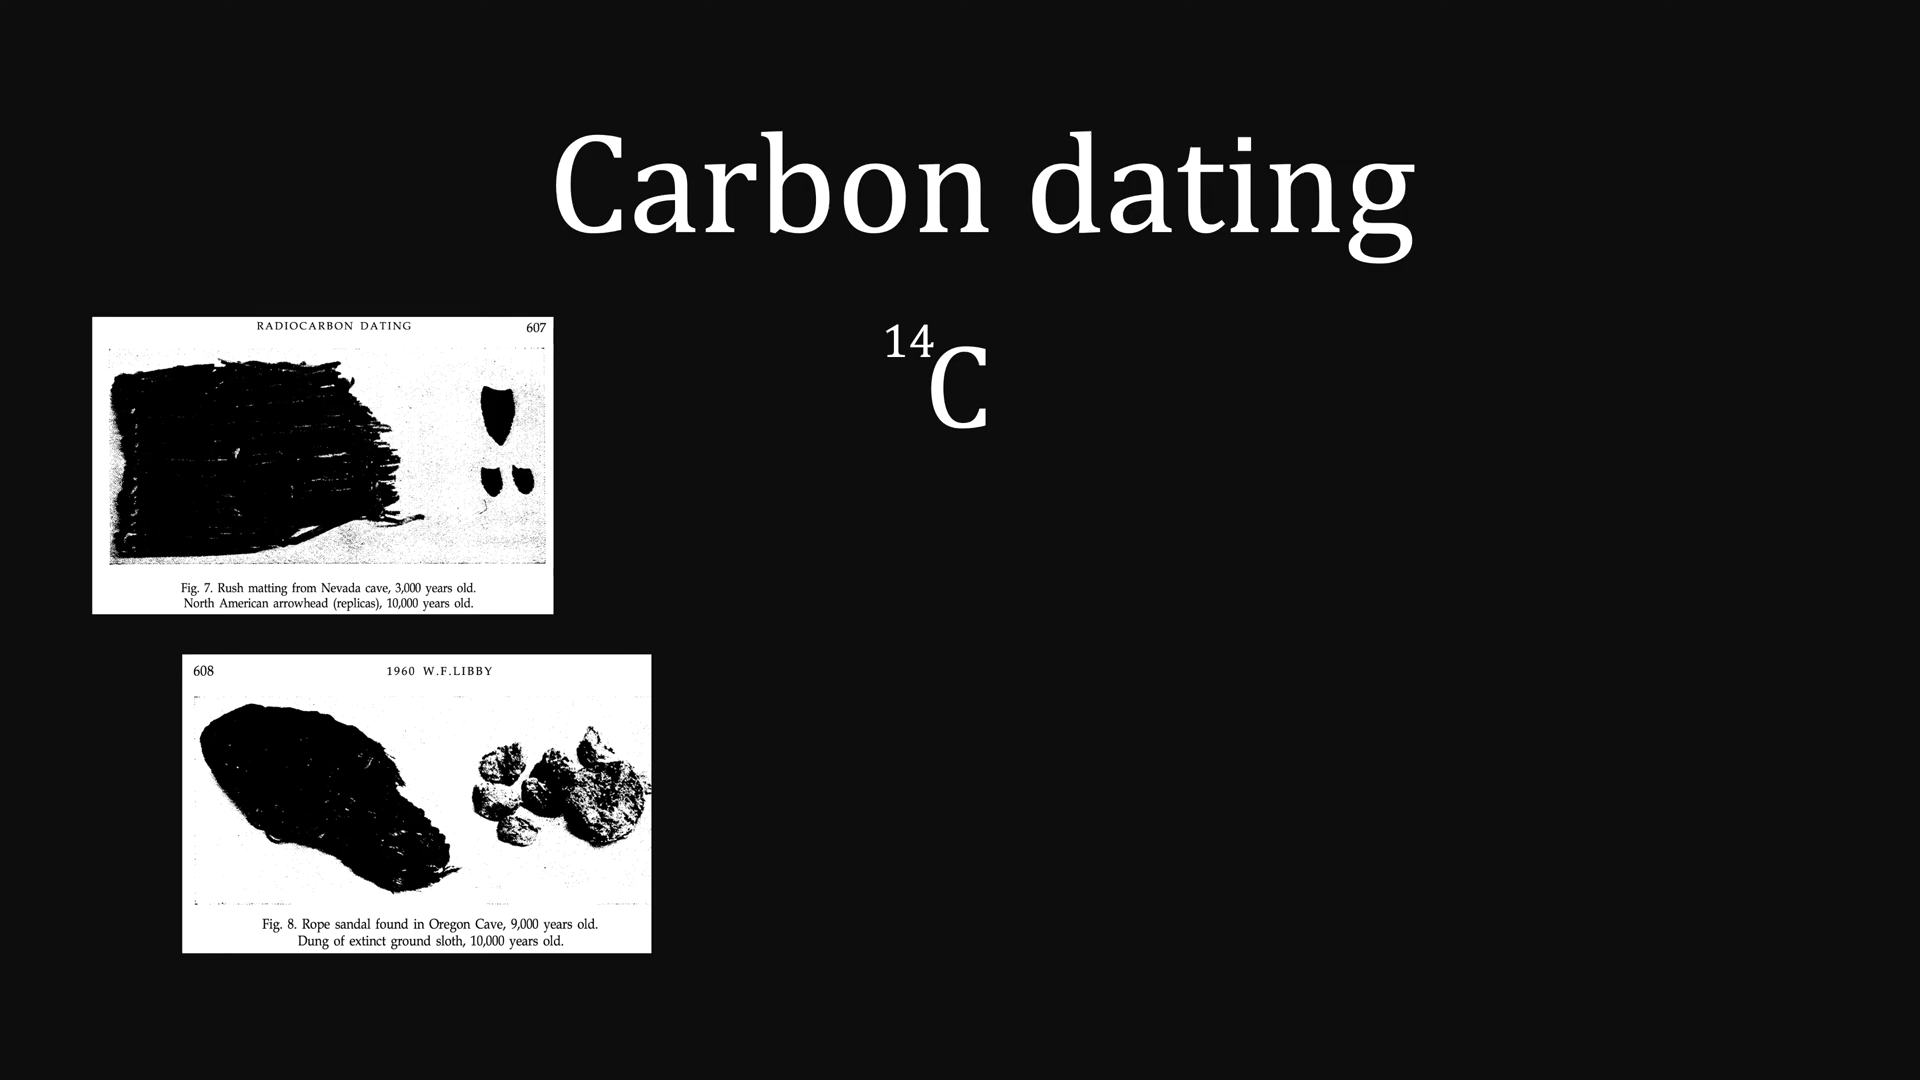 Carbon dating
¹⁴C
RADIOCARBON DATING 607
Fig. 7. Rush matting from Nevada cave, 3,000 years old.
North American arrowhead (replicas), 10,000 years old.
608 1960 W.F.LIBBY
Fig. 8. Rope sandal found in Oregon Cave, 9,000 years old.
Dung of extinct ground sloth, 10,000 years old.